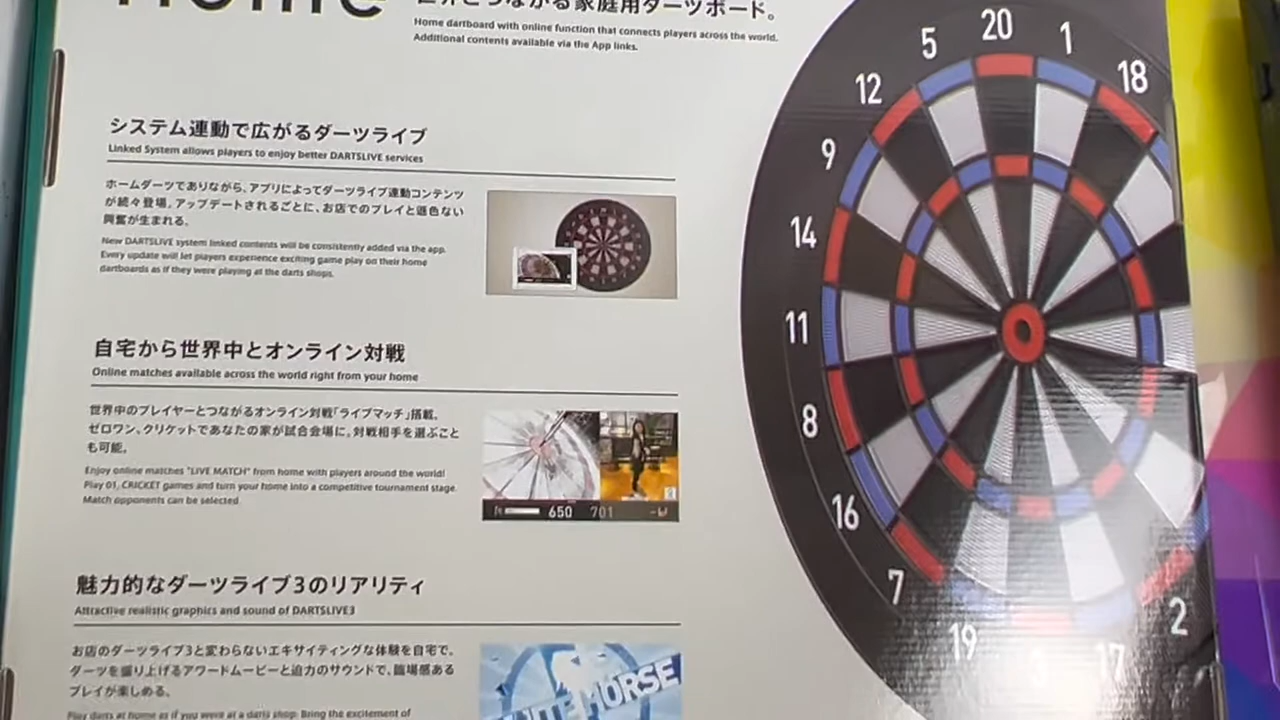 Home
世界とつながる家庭用ダーツボード。
Home dartboard with online function that connects players across the world.
Additional contents available via the App links.
システム連動で広がるダーツライブ
Linked System allows players to enjoy better DARTSLIVE services
ホームダーツでありながら、アプリによってダーツライブ連動コンテンツ
が続々登場。アップデートされるごとに、お店でのプレイと遜色ない
興奮が生まれる。
New DARTSLIVE system linked contents will be consistently added via the app.
Every update will let players experience exciting game play on their home
dartboards as if they were playing at the darts shops.
自宅から世界中とオンライン対戦
Online matches available across the world right from your home
世界中のプレイヤーとつながるオンライン対戦「ライブマッチ」搭載。
ゼロワン、クリケットであなたの家が試合会場に。対戦相手を選ぶこと
も可能。
Enjoy online matches "LIVE MATCH" from home with players around the world!
Play 01, CRICKET games and turn your home into a competitive tournament stage.
Match opponents can be selected.
650 701
魅力的なダーツライブ3のリアリティ
Attractive realistic graphics and sound of DARTSLIVE3
お店のダーツライブ3と変わらないエキサイティングな体験を自宅で。
ダーツを盛り上げるアワードムービーと迫力のサウンドで、臨場感ある
プレイが楽しめる。
Play darts at home as if you were at a darts shop. Bring the excitement of
WHITE HORSE
20
1
18
5
12
9
14
11
8
16
7
19
17
2